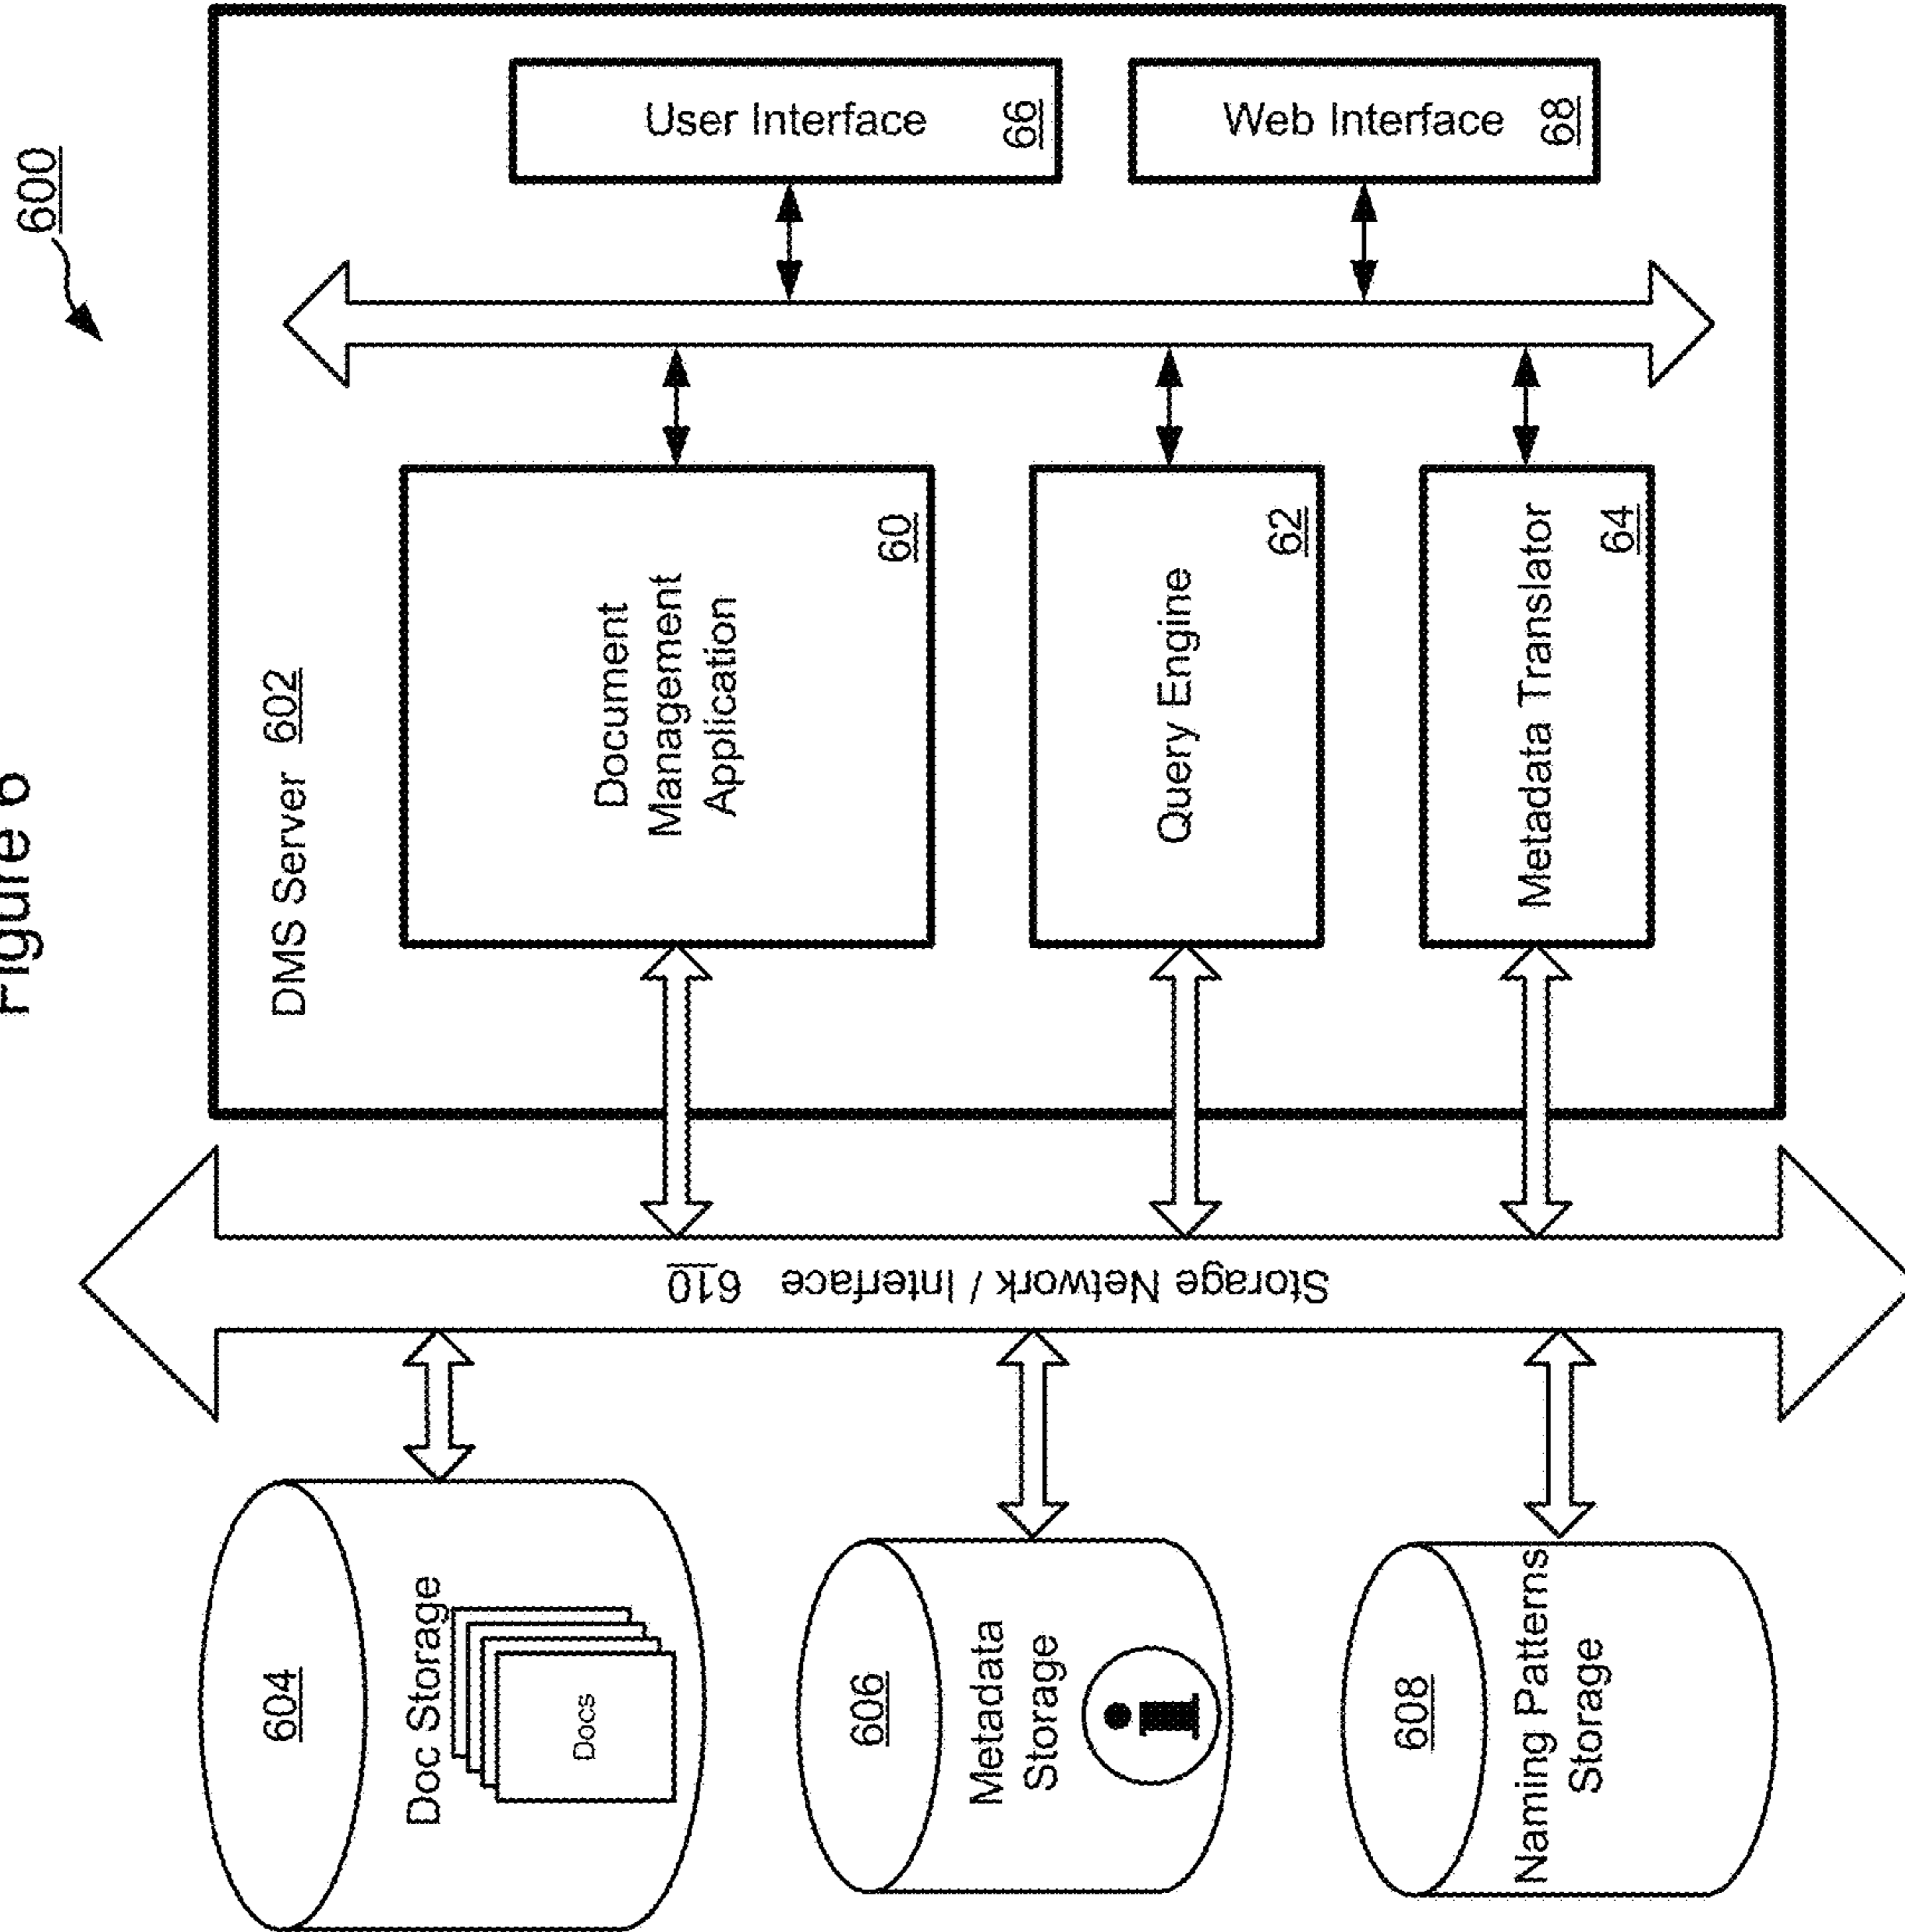 Figure 6
600
DMS Server 602
Document
Management
Application
60
Query Engine
62
Metadata Translator
64
User Interface
66
Web Interface
68
Storage Network / Interface 610
604
Doc Storage
Docs
606
Metadata
Storage
i
608
Naming Patterns
Storage